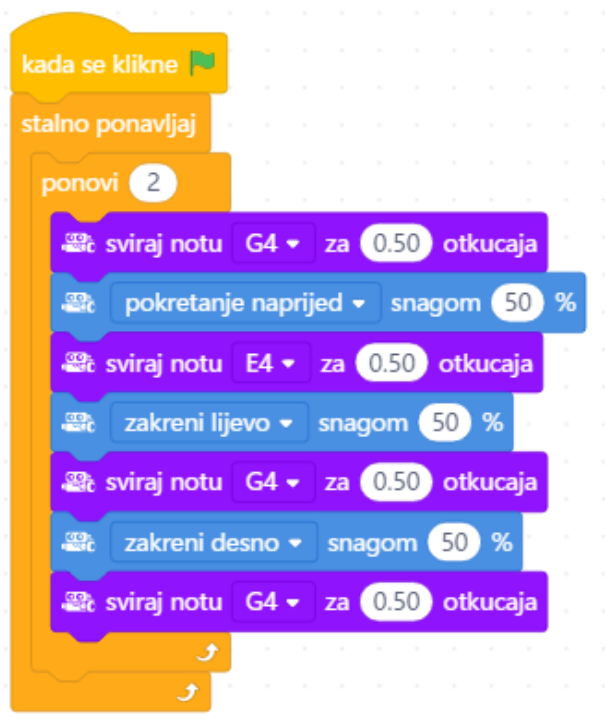 kada se klikne
stalno ponavljaj
ponovi 2
sviraj notu G4 za 0.50 otkucaja
pokretanje naprijed snagom 50 %
sviraj notu E4 za 0.50 otkucaja
zakreni lijevo snagom 50 %
sviraj notu G4 za 0.50 otkucaja
zakreni desno snagom 50 %
sviraj notu G4 za 0.50 otkucaja